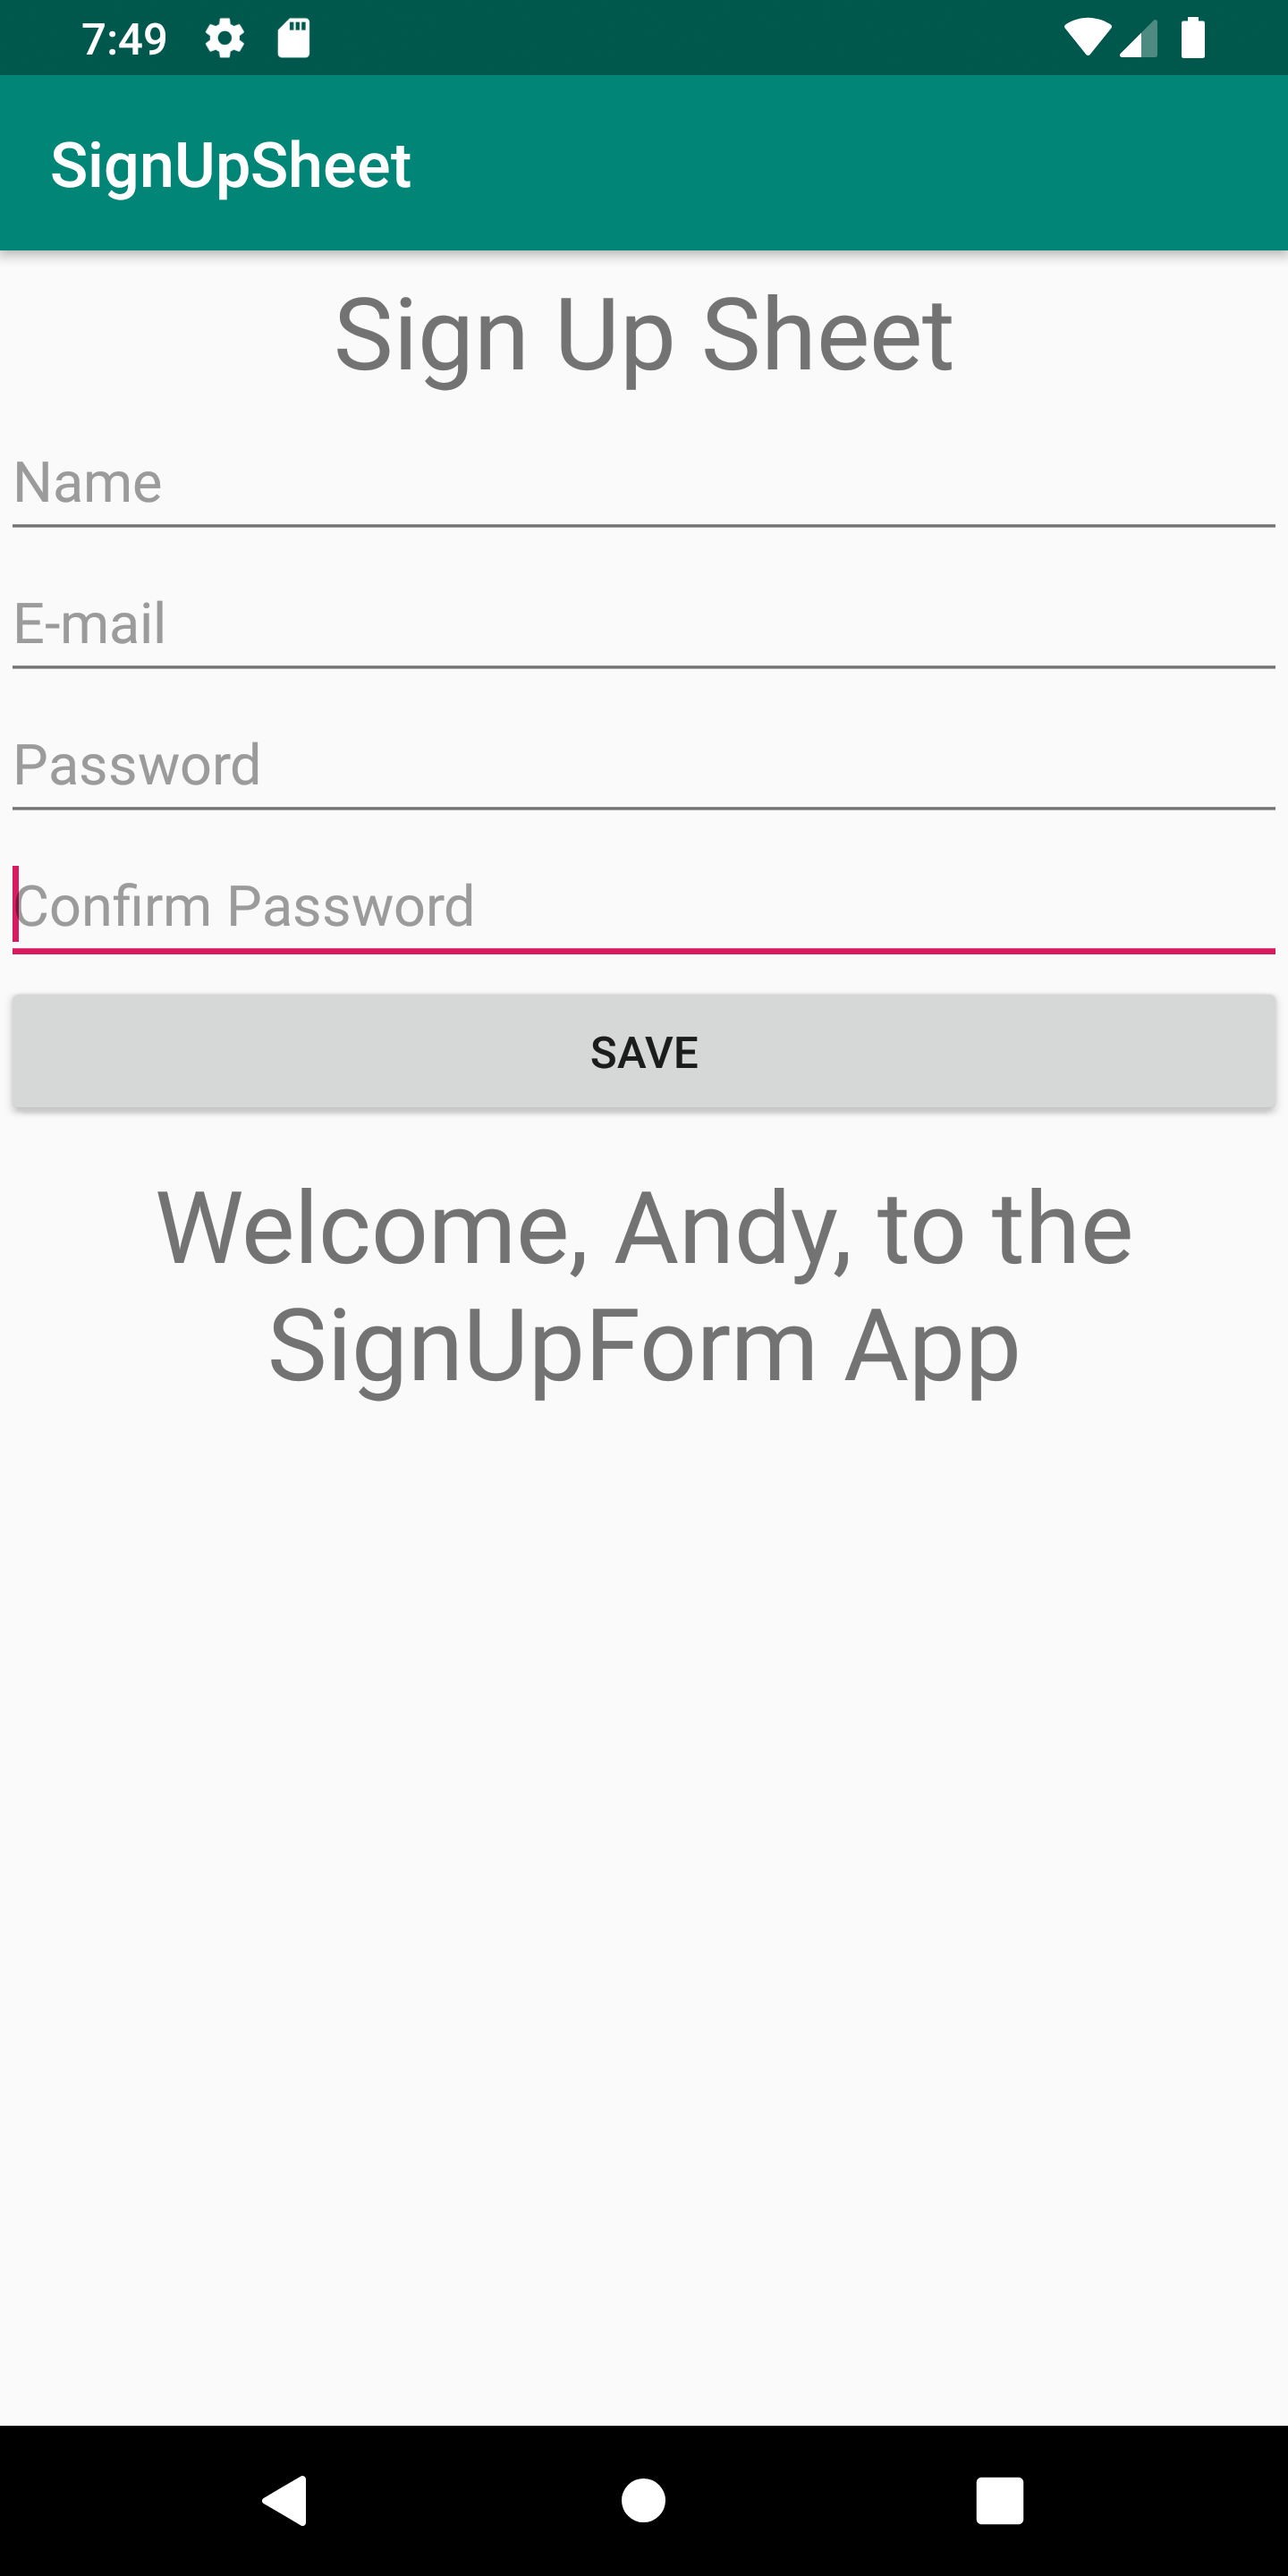 7:49
SignUpSheet
Sign Up Sheet
Name
E-mail
Password
Confirm Password
SAVE
Welcome, Andy, to the
SignUpForm App